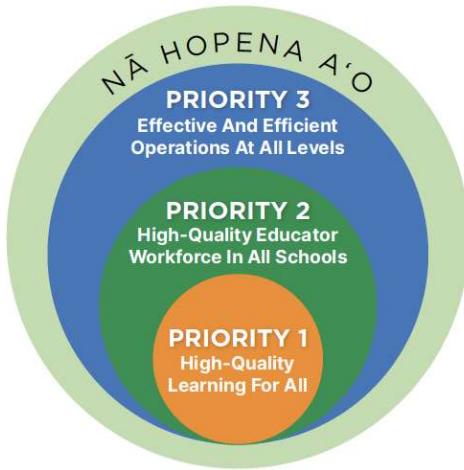 NĀ HOPENA AʻO
PRIORITY 3
Effective And Efficient
Operations At All Levels
PRIORITY 2
High-Quality Educator
Workforce In All Schools
PRIORITY 1
High-Quality
Learning For All